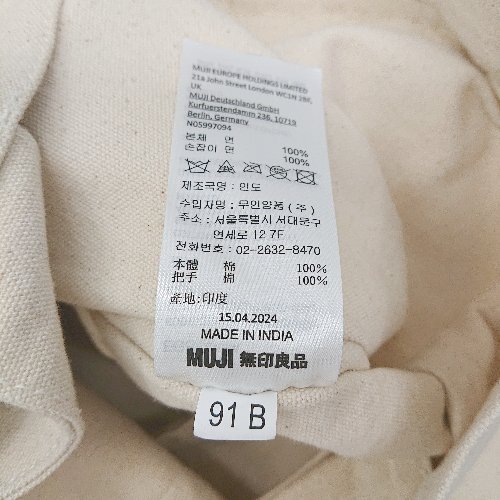 MUJI EUROPE HOLDINGS LIMITED
21a John Street London WC1N 2BF,
UK
MUJI Deutschland GmbH
Kurfuerstendamm 236, 10719
Berlin, Germany
N05997094
본체 면 100%
손잡이 면 100%
제조국명 : 인도
수입자명 : 무인양품 (주)
주소 : 서울특별시 서대문구
연세로 12 7F
전화번호 : 02-2632-8470
本體 棉 100%
把手 棉 100%
產地:印度
15.04.2024
MADE IN INDIA
MUJI 無印良品
91 B